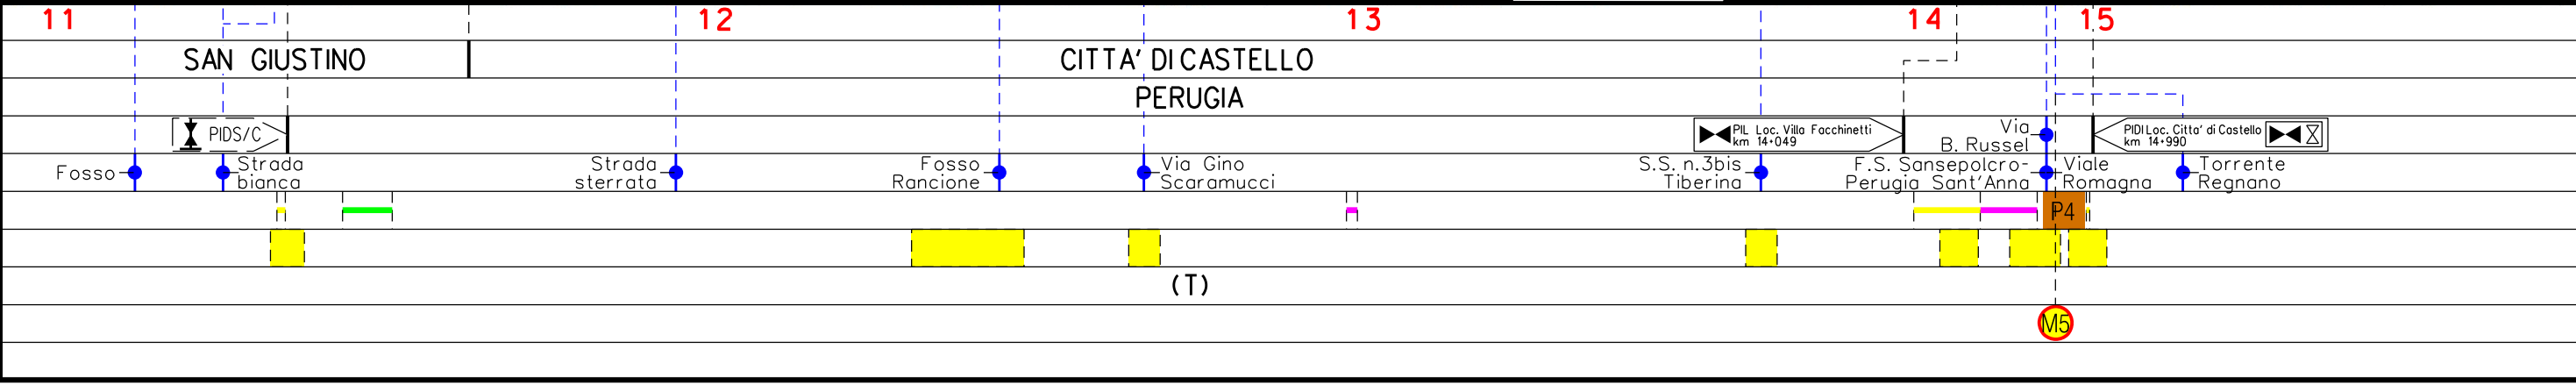 11 12 13 14 15
SAN GIUSTINO CITTA' DI CASTELLO
PERUGIA
PIDS/C
PIL Loc. Villa Facchinetti
km 14+049
Via
B. Russel
PIDI Loc. Citta' di Castello
km 14+990
Fosso
Strada
bianca
Strada
sterrata
Fosso
Rancione
Via Gino
Scaramucci
S.S. n.3bis
Tiberina
F.S. Sansepolcro-
Perugia Sant'Anna
Viale
Romagna
Torrente
Regnano
P4
(T)
M5